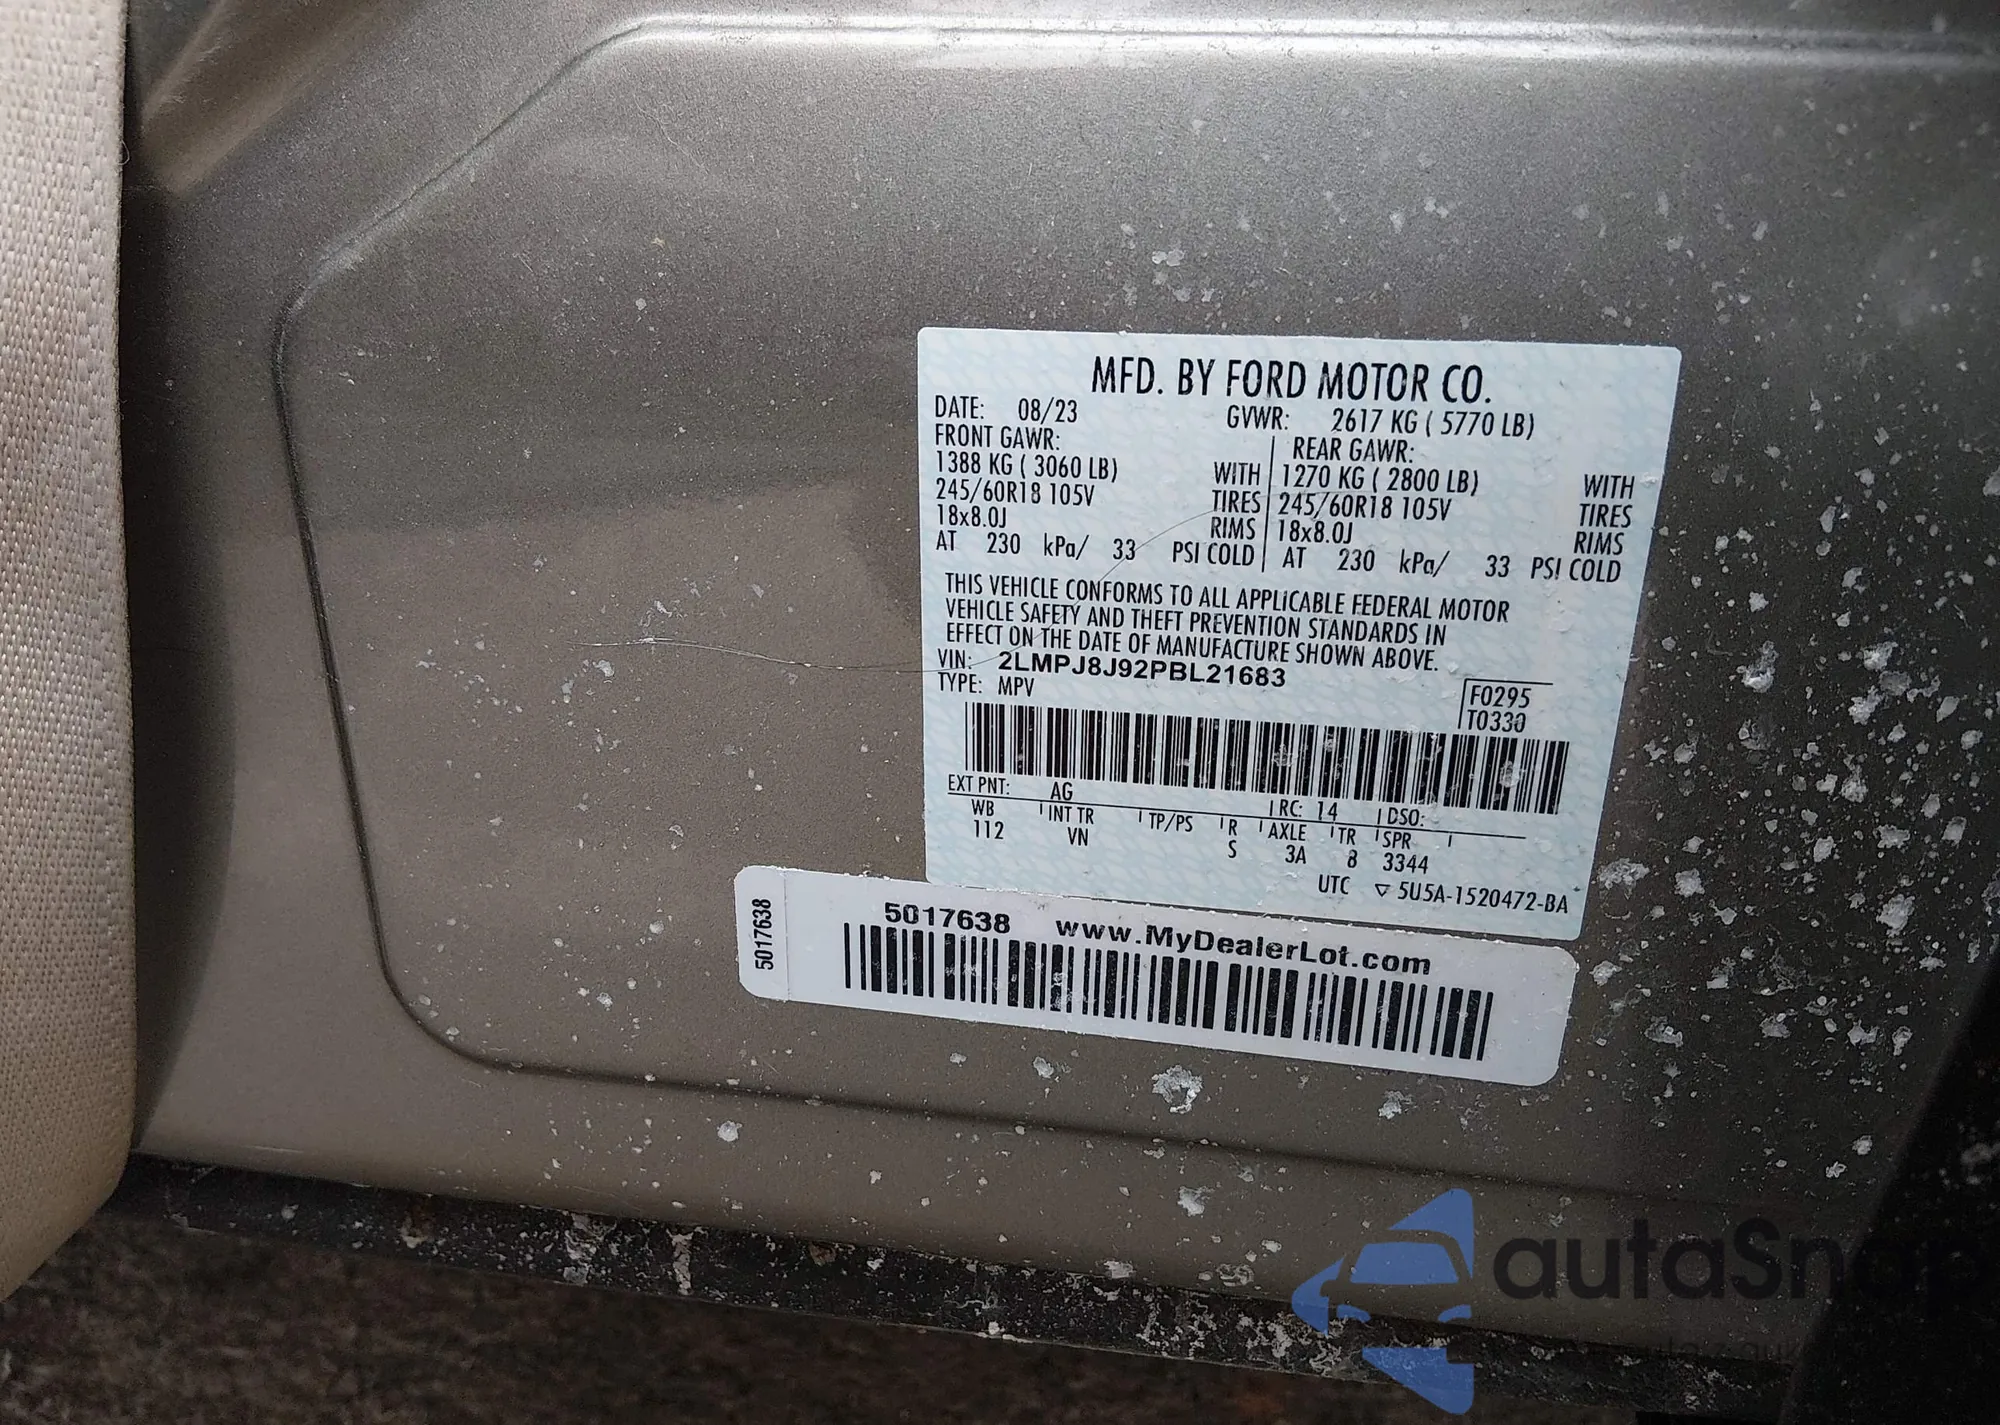 MFD. BY FORD MOTOR CO.
DATE: 08/23 GVWR: 2617 KG ( 5770 LB)
FRONT GAWR: REAR GAWR:
1388 KG ( 3060 LB) WITH 1270 KG ( 2800 LB) WITH
245/60R18 105V TIRES 245/60R18 105V TIRES
18x8.0J RIMS 18x8.0J RIMS
AT 230 kPa/ 33 PSI COLD AT 230 kPa/ 33 PSI COLD
THIS VEHICLE CONFORMS TO ALL APPLICABLE FEDERAL MOTOR
VEHICLE SAFETY AND THEFT PREVENTION STANDARDS IN
EFFECT ON THE DATE OF MANUFACTURE SHOWN ABOVE.
VIN: 2LMPJ8J92PBL21683
TYPE: MPV
F0295
T0330
EXT PNT: AG RC: 14 DSO:
WB INT TR TP/PS R AXLE TR SPR
112 VN S 3A 8 3344
UTC ▽ 5U5A-1520472-BA
5017638
5017638 www.MyDealerLot.com
autaSnap